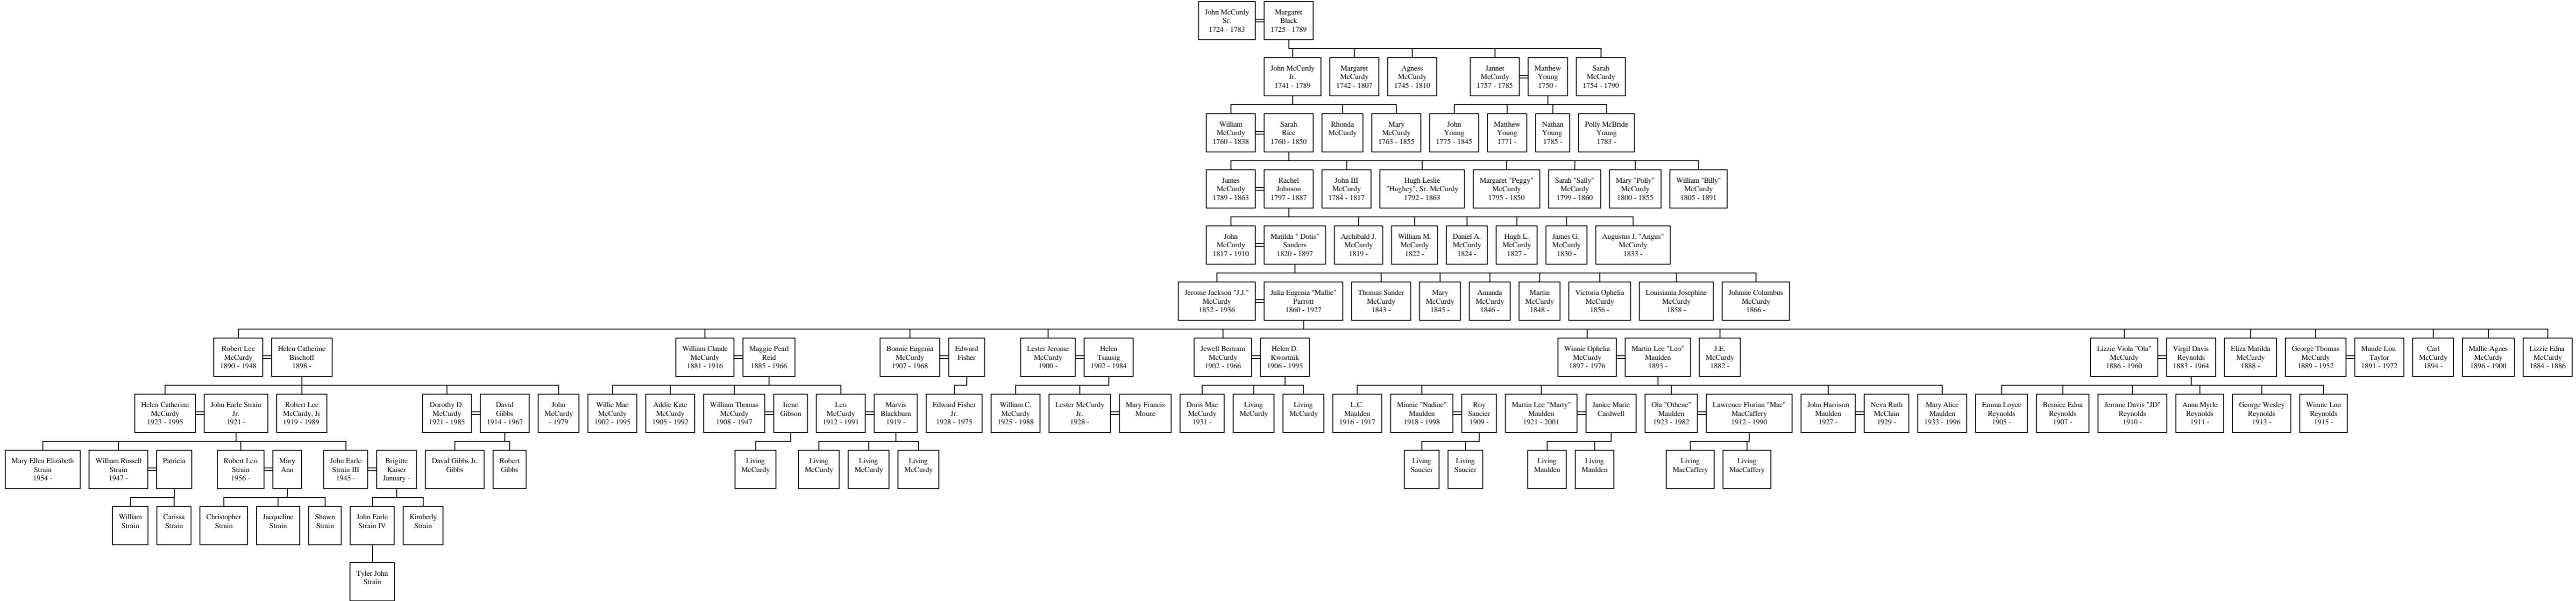 John McCurdy
Sr.
1724 - 1783
Margaret
Black
1725 - 1789
John McCurdy
Jr.
1741 - 1789
Margaret
McCurdy
1742 - 1807
Agness
McCurdy
1745 - 1810
Jannet
McCurdy
1757 - 1785
Matthew
Young
1750 -
Sarah
McCurdy
1754 - 1790
William
McCurdy
1760 - 1838
Sarah
Rice
1760 - 1850
Rhonda
McCurdy
Mary
McCurdy
1763 - 1855
John
Young
1775 - 1845
Matthew
Young
1771 -
Nathan
Young
1785 -
Polly McBride
Young
1783 -
James
McCurdy
1789 - 1863
Rachel
Johnson
1797 - 1887
John III
McCurdy
1784 - 1817
Hugh Leslie
"Hughey", Sr. McCurdy
1792 - 1863
Margaret "Peggy"
McCurdy
1795 - 1850
Sarah "Sally"
McCurdy
1799 - 1860
Mary "Polly"
McCurdy
1800 - 1855
William "Billy"
McCurdy
1805 - 1891
John
McCurdy
1817 - 1910
Matilda " Dotis"
Sanders
1820 - 1897
Archibald J.
McCurdy
1819 -
William M.
McCurdy
1822 -
Daniel A.
McCurdy
1824 -
Hugh L.
McCurdy
1827 -
James G.
McCurdy
1830 -
Augustus J. "Angus"
McCurdy
1833 -
Jerome Jackson "J.J."
McCurdy
1852 - 1936
Julia Eugenia "Mallie"
Parrott
1860 - 1927
Thomas Sander
McCurdy
1843 -
Mary
McCurdy
1845 -
Amanda
McCurdy
1846 -
Martin
McCurdy
1848 -
Victoria Ophelia
McCurdy
1856 -
Louisiania Josephine
McCurdy
1858 -
Johnnie Columbus
McCurdy
1866 -
Robert Lee
McCurdy
1890 - 1948
Helen Catherine
Bischoff
1898 -
William Claude
McCurdy
1881 - 1916
Maggie Pearl
Reid
1885 - 1966
Bonnie Eugenia
McCurdy
1907 - 1968
Edward
Fisher
Lester Jerome
McCurdy
1900 -
Helen
Tsausig
1902 - 1984
Jewell Bertram
McCurdy
1902 - 1966
Helen D.
Kwortnik
1906 - 1995
Winnie Ophelia
McCurdy
1897 - 1976
Martin Lee "Leo"
Maulden
1893 -
J.E.
McCurdy
1882 -
Lizzie Viola "Ola"
McCurdy
1886 - 1960
Virgil Davis
Reynolds
1883 - 1964
Eliza Matilda
McCurdy
1888 -
George Thomas
McCurdy
1889 - 1952
Maude Lou
Taylor
1891 - 1972
Carl
McCurdy
1894 -
Mallie Agnes
McCurdy
1896 - 1900
Lizzie Edna
McCurdy
1884 - 1886
Helen Catherine
McCurdy
1923 - 1995
John Earle Strain
Jr.
1921 -
Robert Lee
McCurdy, Jr
1919 - 1989
Dorothy D.
McCurdy
1921 - 1985
David
Gibbs
1914 - 1967
John
McCurdy
- 1979
Willie Mae
McCurdy
1902 - 1995
Addie Kate
McCurdy
1905 - 1992
William Thomas
McCurdy
1908 - 1947
Irene
Gibson
Leo
McCurdy
1912 - 1991
Marvis
Blackburn
1919 -
Edward Fisher
Jr.
1928 - 1975
William C.
McCurdy
1925 - 1988
Lester McCurdy
Jr.
1928 -
Mary Francis
Moure
Doris Mae
McCurdy
1931 -
Living
McCurdy
Living
McCurdy
L.C.
Maulden
1916 - 1917
Minnie "Nadine"
Maulden
1918 - 1998
Roy
Saucier
1909 -
Martin Lee "Marty"
Maulden
1921 - 2001
Janice Marie
Cardwell
Ola "Othene"
Maulden
1923 - 1982
Lawrence Florian "Mac"
MacCaffery
1912 - 1990
John Harrison
Maulden
1927 -
Neva Ruth
McClain
1929 -
Mary Alice
Maulden
1933 - 1996
Emma Loyce
Reynolds
1905 -
Bernice Edna
Reynolds
1907 -
Jerome Davis "JD"
Reynolds
1910 -
Anna Myrle
Reynolds
1911 -
George Wesley
Reynolds
1913 -
Winnie Lou
Reynolds
1915 -
Mary Ellen Elizabeth
Strain
1954 -
William Russell
Strain
1947 -
Patricia
Robert Leo
Strain
1956 -
Mary
Ann
John Earle
Strain III
1945 -
Brigitte
Kaiser
January -
David Gibbs Jr.
Gibbs
Robert
Gibbs
Living
McCurdy
Living
McCurdy
Living
McCurdy
Living
McCurdy
Living
Saucier
Living
Saucier
Living
Maulden
Living
Maulden
Living
MacCaffery
Living
MacCaffery
William
Strain
Carissa
Strain
Christopher
Strain
Jacqueline
Strain
Shawn
Strain
John Earle
Strain IV
Kimberly
Strain
Tyler John
Strain